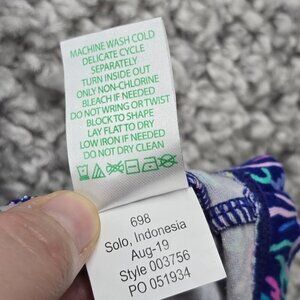 MACHINE WASH COLD
DELICATE CYCLE
SEPARATELY
TURN INSIDE OUT
ONLY NON-CHLORINE
BLEACH IF NEEDED
DO NOT WRING OR TWIST
BLOCK TO SHAPE
LAY FLAT TO DRY
LOW IRON IF NEEDED
DO NOT DRY CLEAN
698
Solo, Indonesia
Aug-19
Style 003756
PO 051934